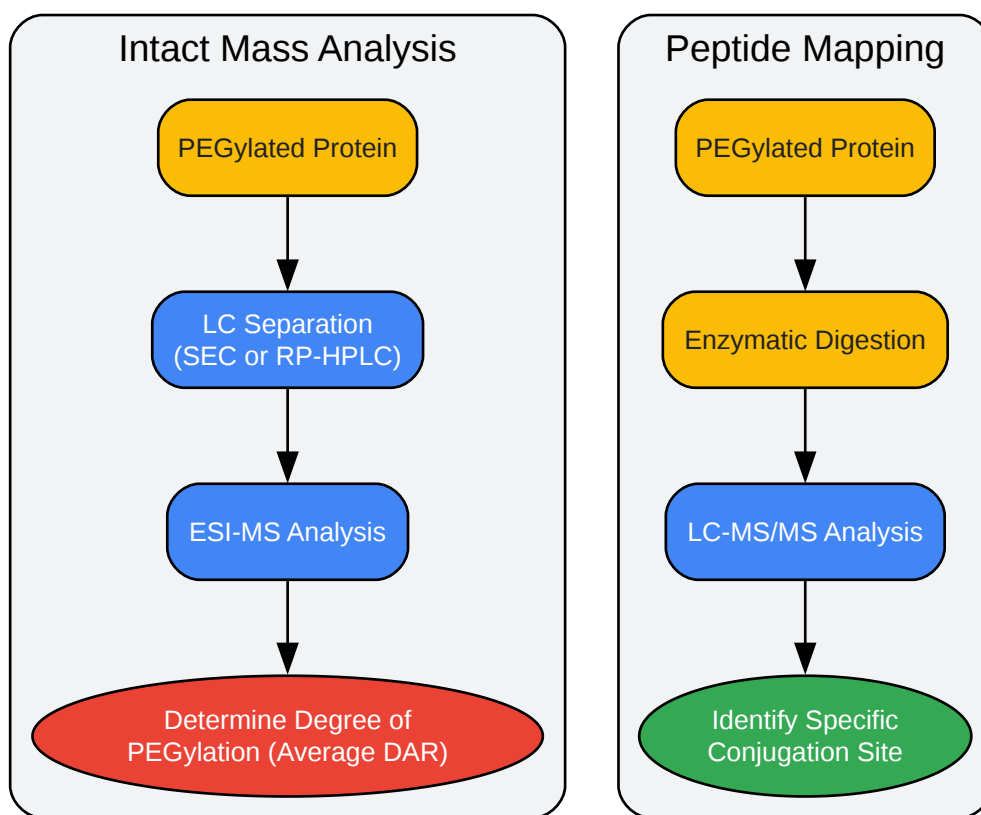 Intact Mass Analysis
PEGylated Protein
LC Separation
(SEC or RP-HPLC)
ESI-MS Analysis
Determine Degree of
PEGylation (Average DAR)
Peptide Mapping
PEGylated Protein
Enzymatic Digestion
LC-MS/MS Analysis
Identify Specific
Conjugation Site